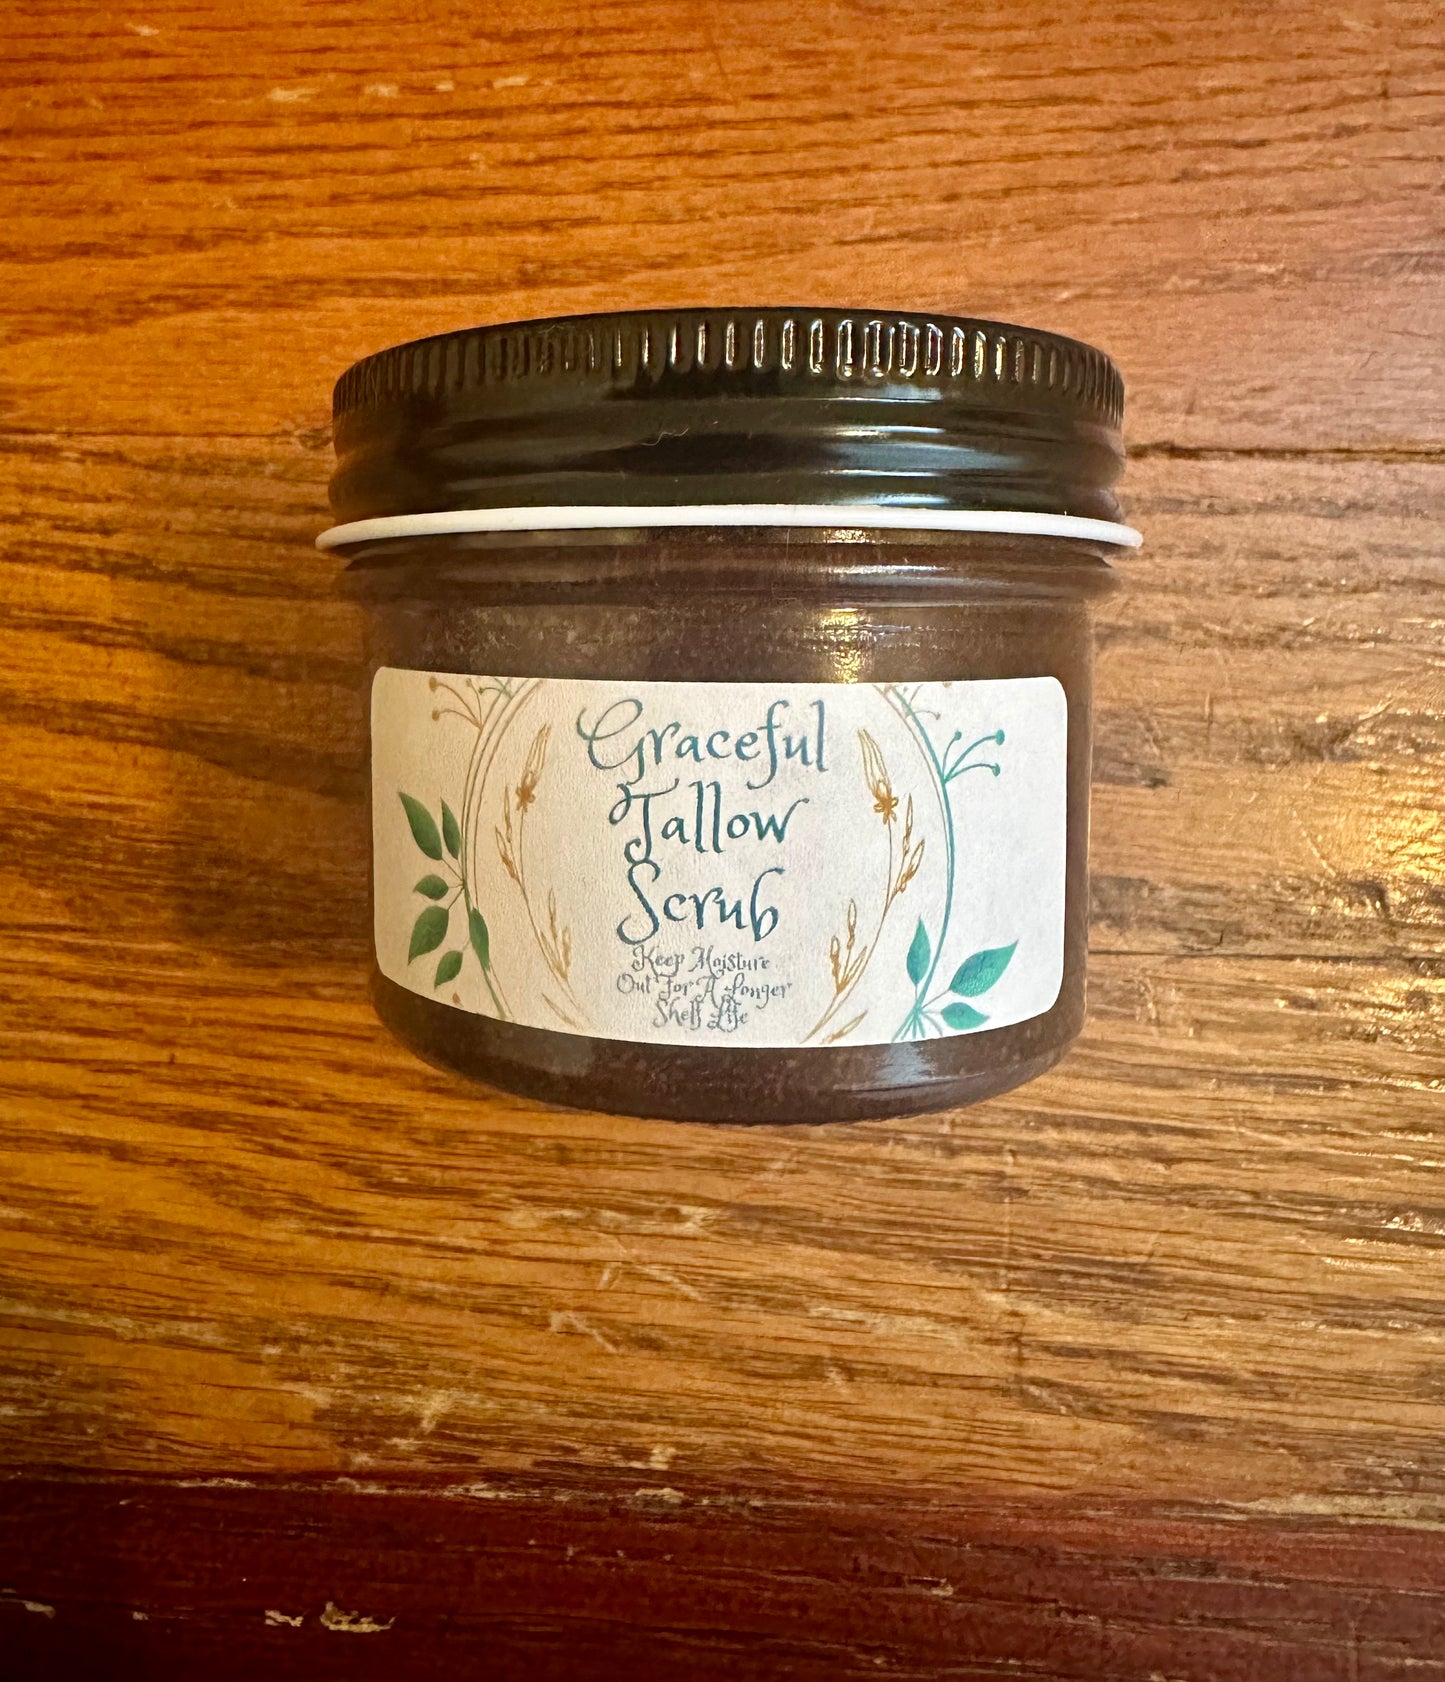 Graceful
Tallow
Scrub
Keep Moisture
Out For A Longer
Shelf Life